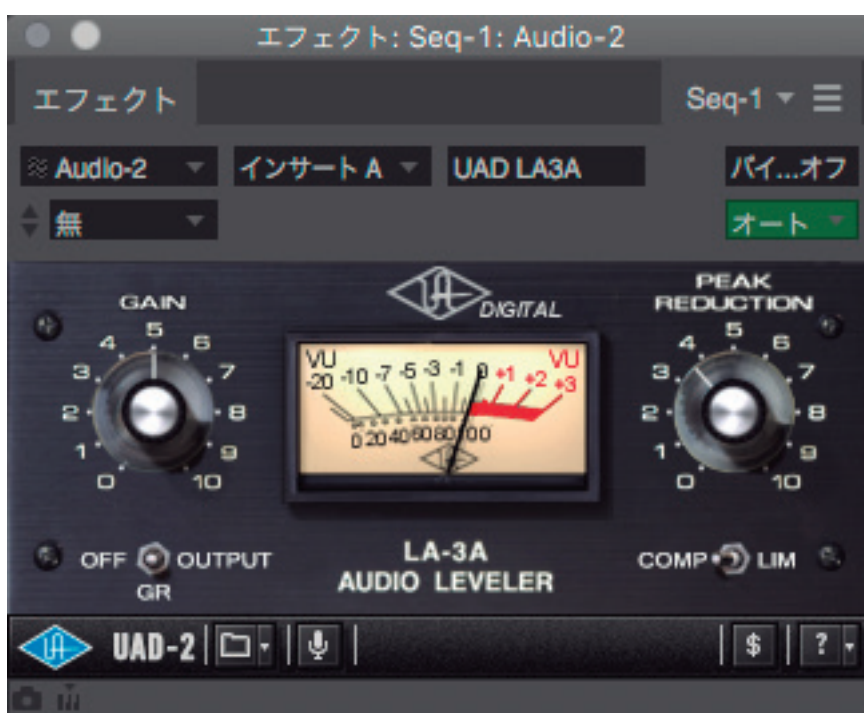 エフェクト: Seq-1: Audio-2
エフェクト Seq-1
Audio-2 インサート A UAD LA3A バイ...オフ
無 オート
UA DIGITAL
GAIN
0 1 2 3 4 5 6 7 8 9 10
VU VU
-20 -10 -7 -5 -3 -1 0 +1 +2 +3
0 20 40 60 80 100
PEAK
REDUCTION
0 1 2 3 4 5 6 7 8 9 10
OFF OUTPUT
GR
LA-3A
AUDIO LEVELER
COMP LIM
UA UAD-2 $ ?